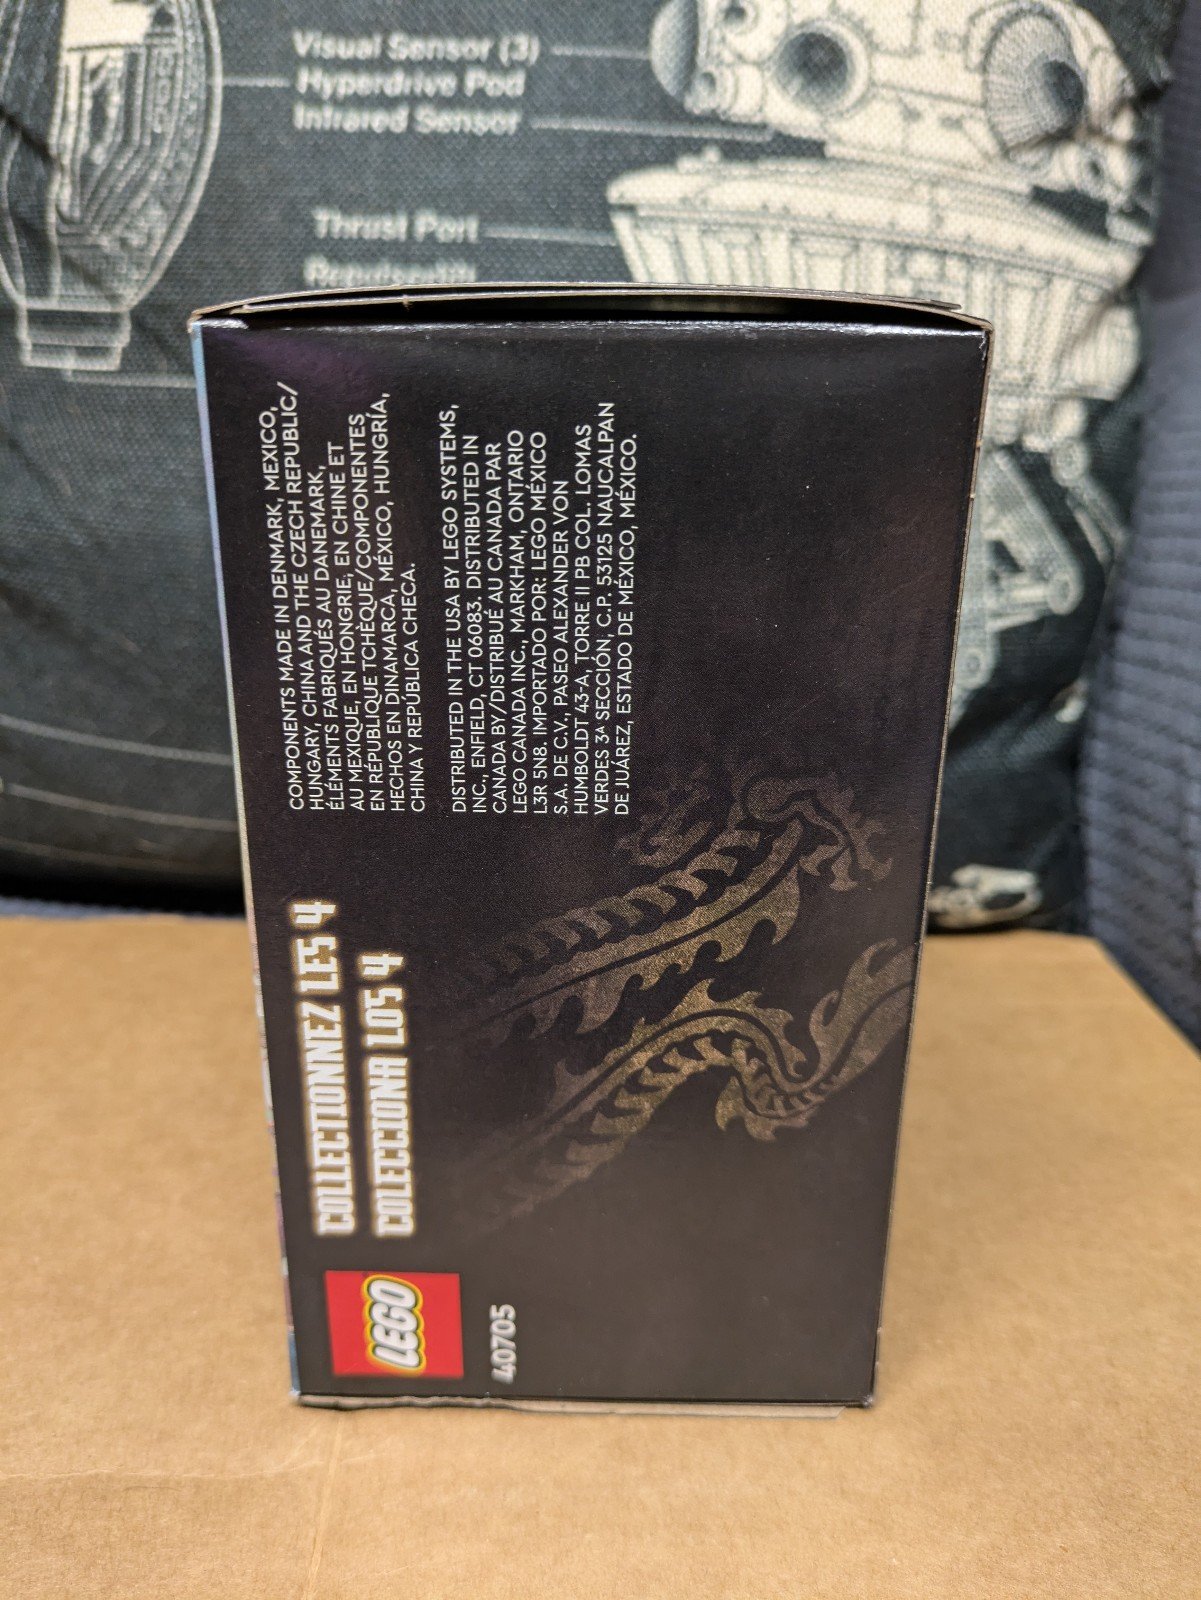 Visual Sensor (3)
Hyperdrive Pod
Infrared Sensor
Thrust Port
Repulsorlift
COMPONENTS MADE IN DENMARK, MEXICO,
HUNGARY, CHINA AND THE CZECH REPUBLIC/
ÉLÉMENTS FABRIQUÉS AU DANEMARK,
AU MEXIQUE, EN HONGRIE, EN CHINE ET
EN RÉPUBLIQUE TCHÈQUE/COMPONENTES
HECHOS EN DINAMARCA, MÉXICO, HUNGRÍA,
CHINA Y REPÚBLICA CHECA.
DISTRIBUTED IN THE USA BY LEGO SYSTEMS,
INC., ENFIELD, CT 06083. DISTRIBUTED IN
CANADA BY/DISTRIBUÉ AU CANADA PAR
LEGO CANADA INC., MARKHAM, ONTARIO
L3R 5N8. IMPORTADO POR: LEGO MÉXICO
S.A. DE C.V., PASEO ALEXANDER VON
HUMBOLDT 43-A, TORRE II PB COL. LOMAS
VERDES 3A SECCIÓN, C.P. 53125 NAUCALPAN
DE JUÁREZ, ESTADO DE MÉXICO, MÉXICO.
COLLECTIONNEZ LES 4
COLECCIONA LOS 4
LEGO
40705